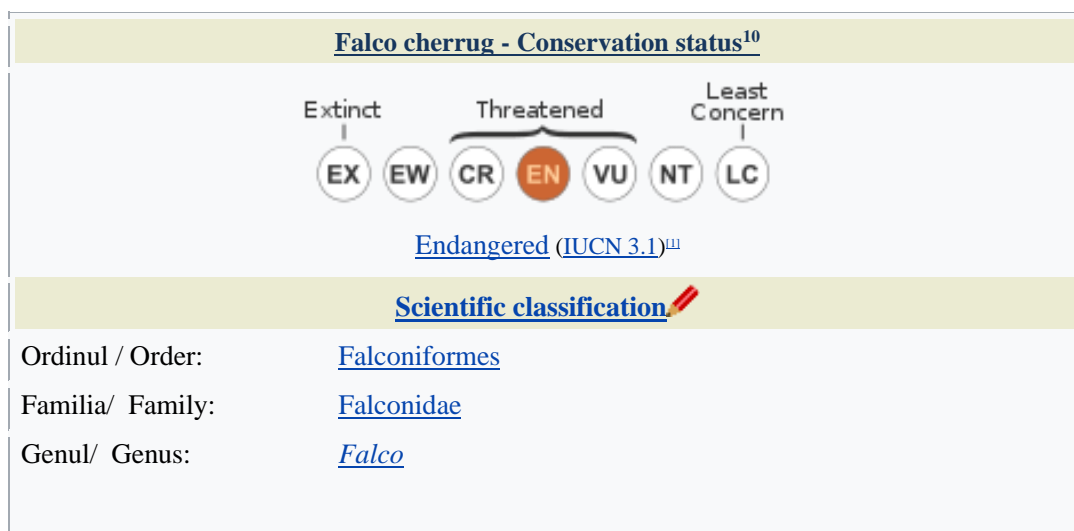 Falco cherrug - Conservation status10
Extinct
Threatened
Least
Concern
EX EW CR EN VU NT LC
Endangered (IUCN 3.1)[1]
Scientific classification
Ordinul / Order: Falconiformes
Familia/ Family: Falconidae
Genul/ Genus: Falco